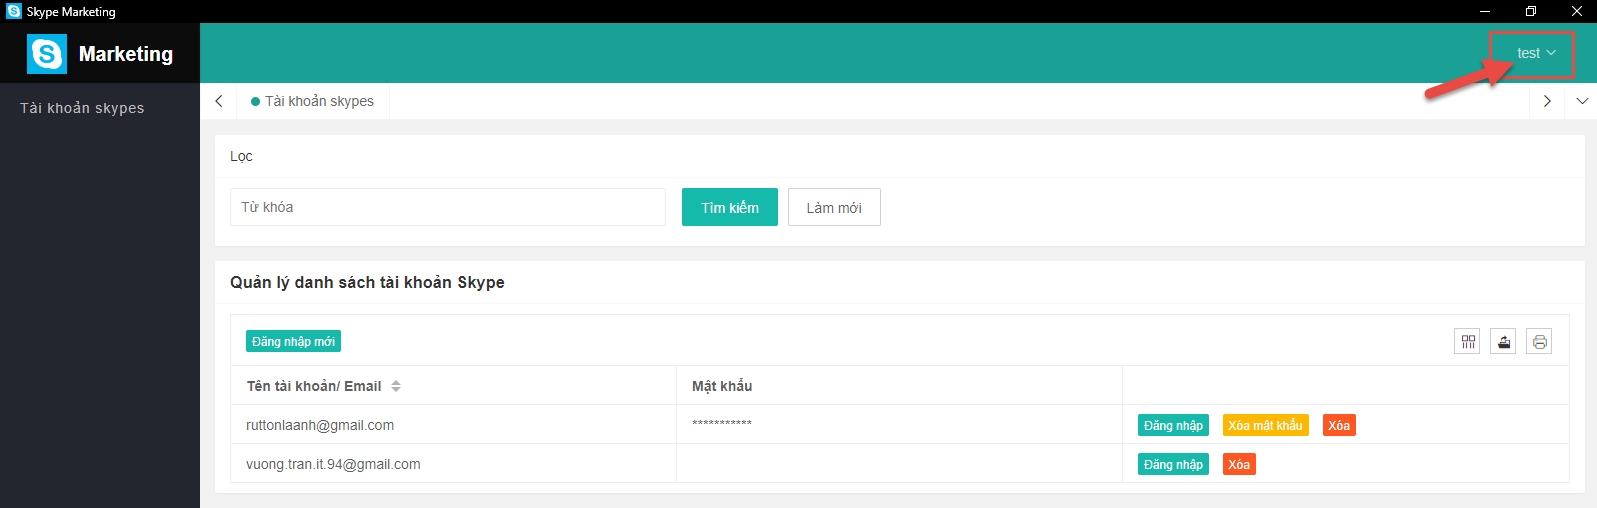 Skype Marketing
S Marketing
test
Tài khoản skypes
Tài khoản skypes
Lọc
Từ khóa
Tìm kiếm
Làm mới
Quản lý danh sách tài khoản Skype
Đăng nhập mới
Tên tài khoản/ Email
Mật khẩu
ruttonlaanh@gmail.com
***********
Đăng nhập
Xóa mật khẩu
Xóa
vuong.tran.it.94@gmail.com
Đăng nhập
Xóa